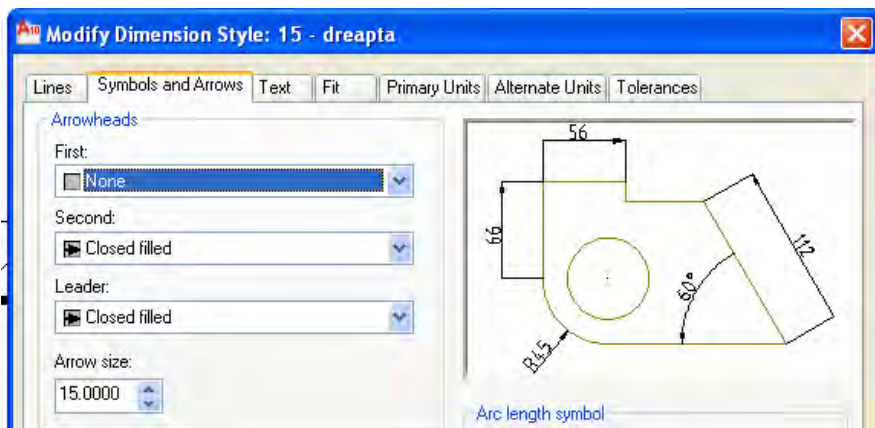 A10 Modify Dimension Style: 15 - dreapta
Lines Symbols and Arrows Text Fit Primary Units Alternate Units Tolerances
Arrowheads
First:
None
Second:
Closed filled
Leader:
Closed filled
Arrow size:
15.0000
56
66
112
60°
R45
Arc length symbol